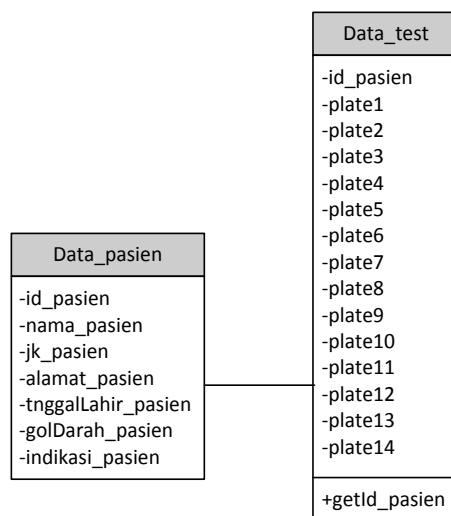 Data_test
-id_pasien
-plate1
-plate2
-plate3
-plate4
-plate5
-plate6
-plate7
-plate8
-plate9
-plate10
-plate11
-plate12
-plate13
-plate14
+getId_pasien
Data_pasien
-id_pasien
-nama_pasien
-jk_pasien
-alamat_pasien
-tnggalLahir_pasien
-golDarah_pasien
-indikasi_pasien